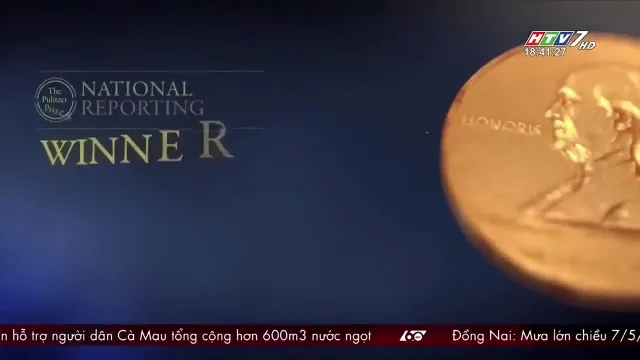 HTV7 HD
18:41:27
The
Pulitzer
Prizes
NATIONAL
REPORTING
WINNER
HONORIS
n hỗ trợ người dân Cà Mau tổng cộng hơn 600m3 nước ngọt
60
Đồng Nai: Mưa lớn chiều 7/5/